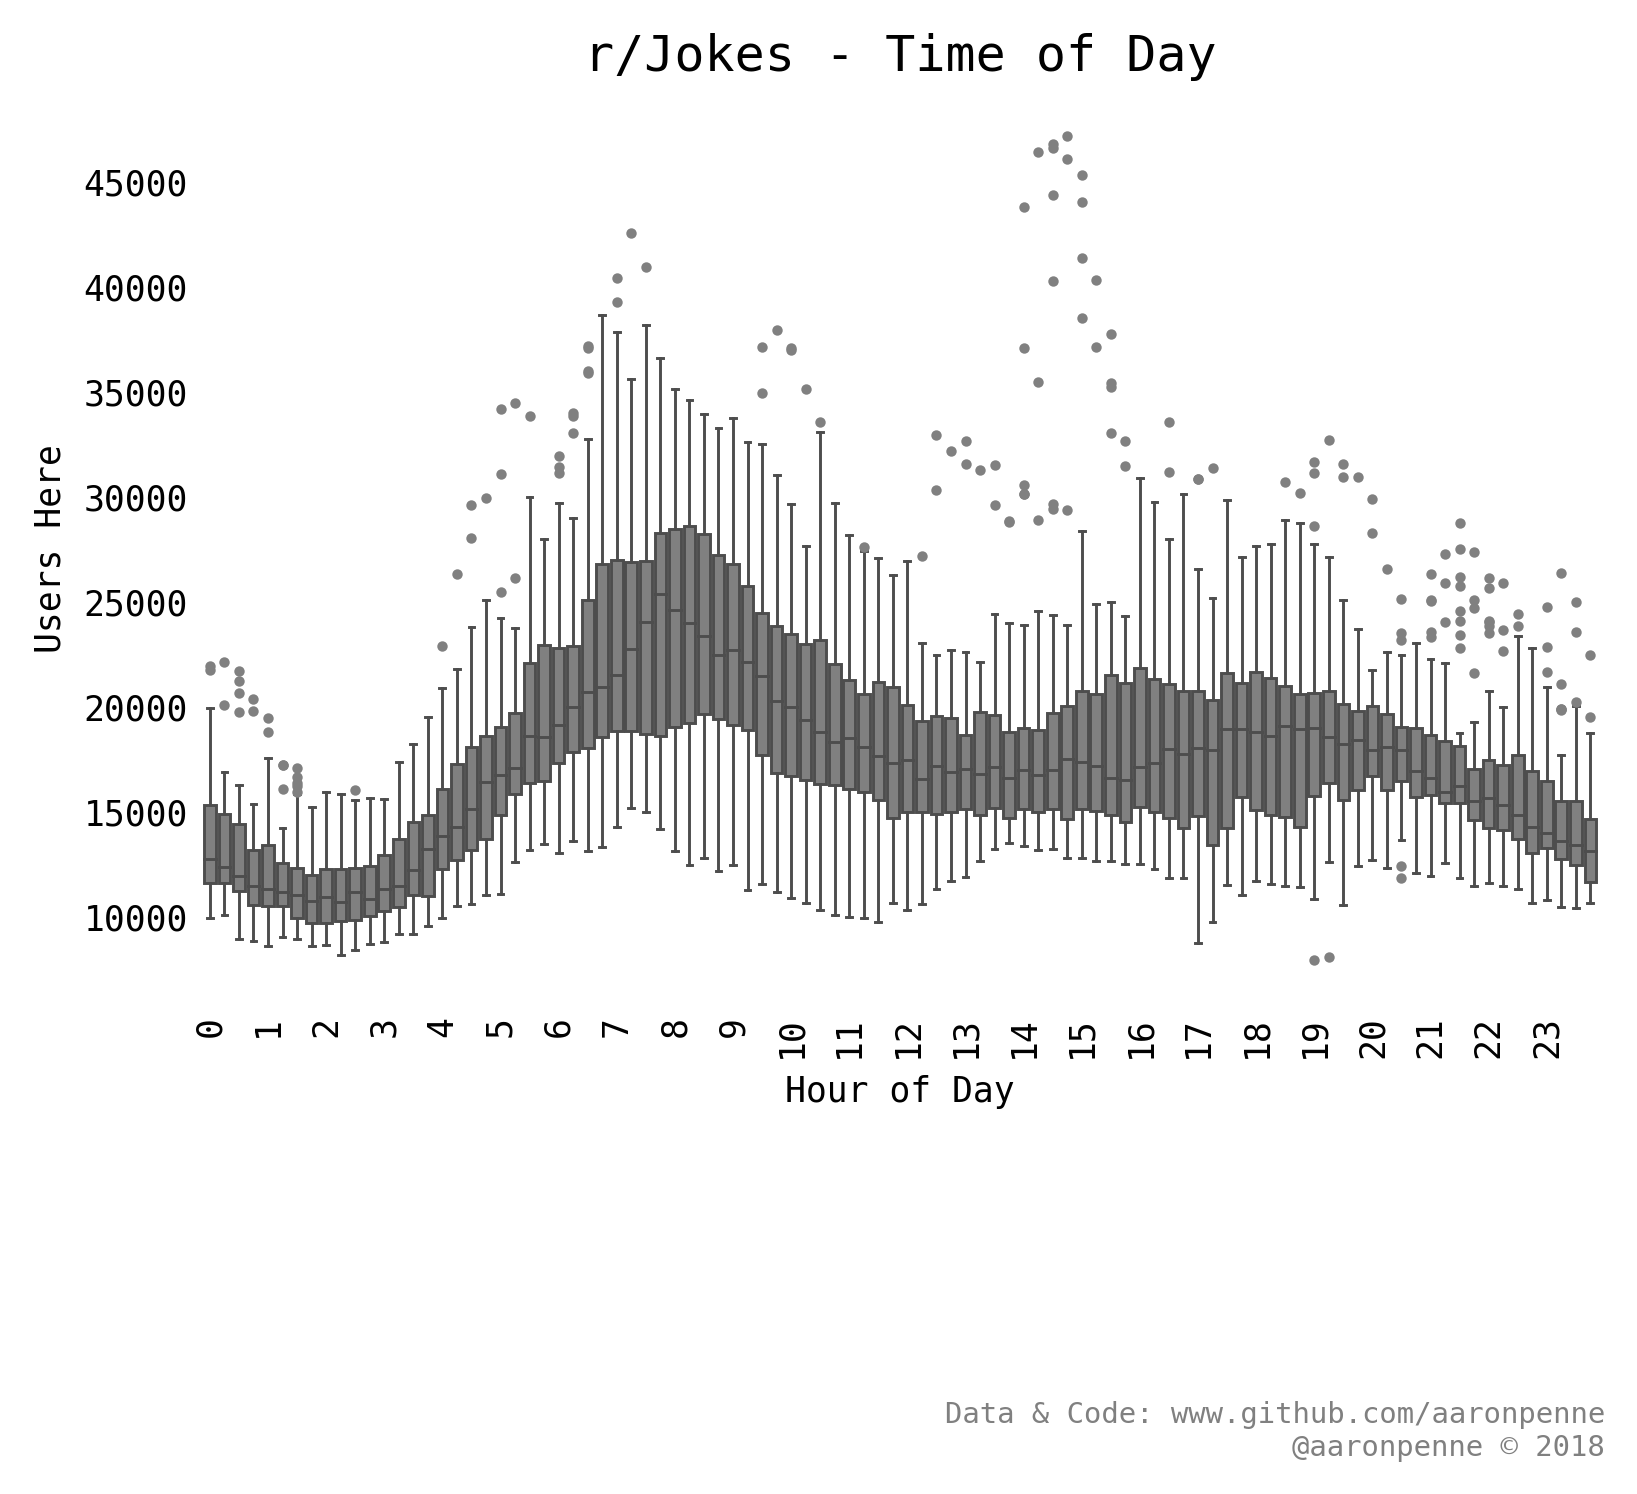 r/Jokes - Time of Day
45000
40000
35000
30000
25000
20000
15000
10000
Users Here
0 1 2 3 4 5 6 7 8 9 10 11 12 13 14 15 16 17 18 19 20 21 22 23
Hour of Day
Data & Code: www.github.com/aaronpenne
@aaronpenne © 2018